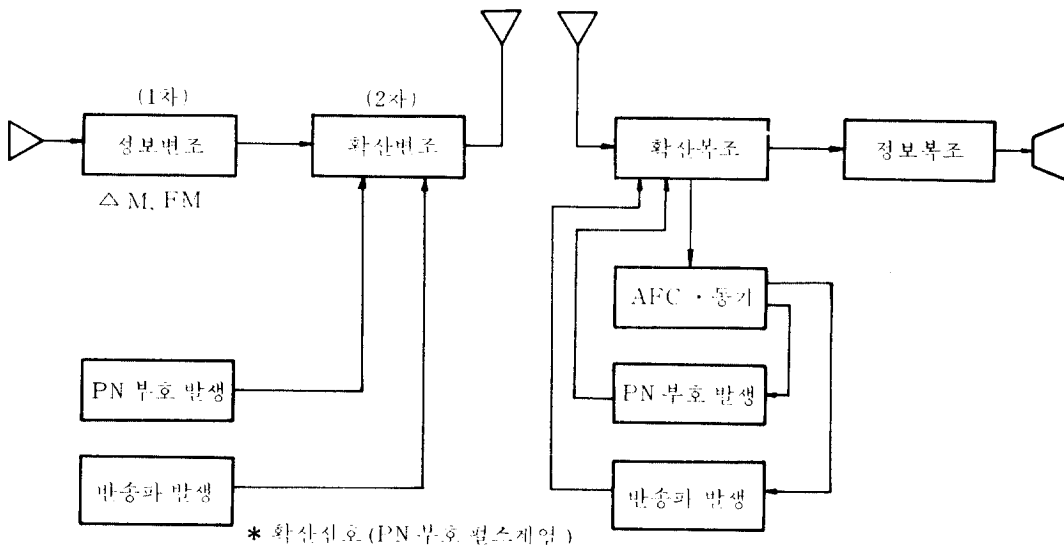 (1차)
정보변조
△ M, FM
(2차)
확산변조
PN 부호 발생
반송파 발생
확산복조
정보복조
AFC · 동기
PN 부호 발생
반송파 발생
* 확산신호 (PN 부호 펄스계열)